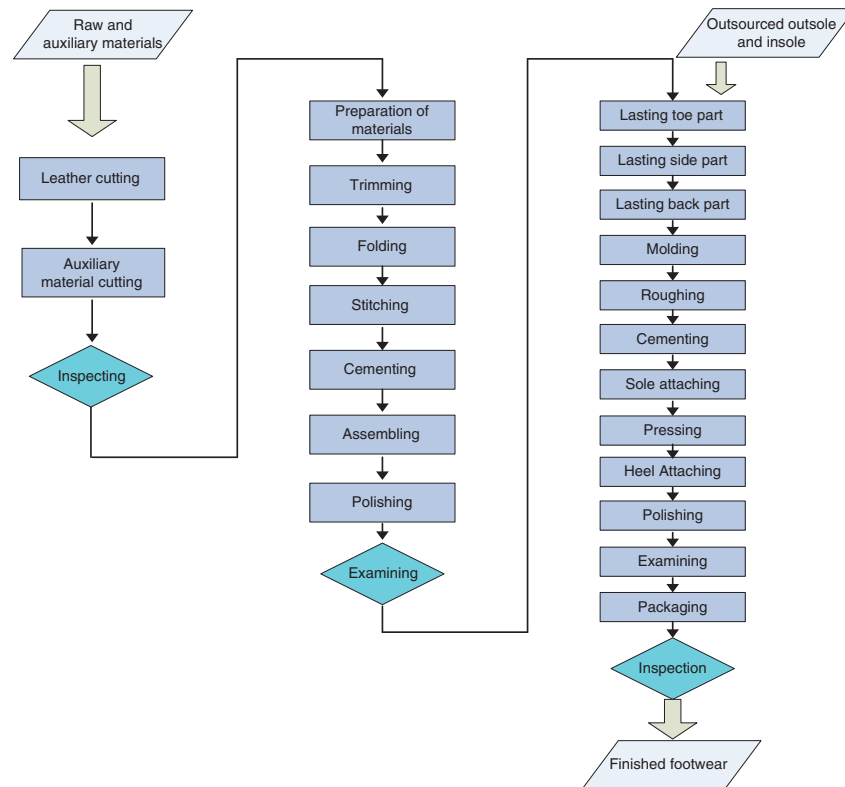 Raw and
auxiliary materials
Leather cutting
Auxiliary
material cutting
Inspecting
Preparation of
materials
Trimming
Folding
Stitching
Cementing
Assembling
Polishing
Examining
Outsourced outsole
and insole
Lasting toe part
Lasting side part
Lasting back part
Molding
Roughing
Cementing
Sole attaching
Pressing
Heel Attaching
Polishing
Examining
Packaging
Inspection
Finished footwear